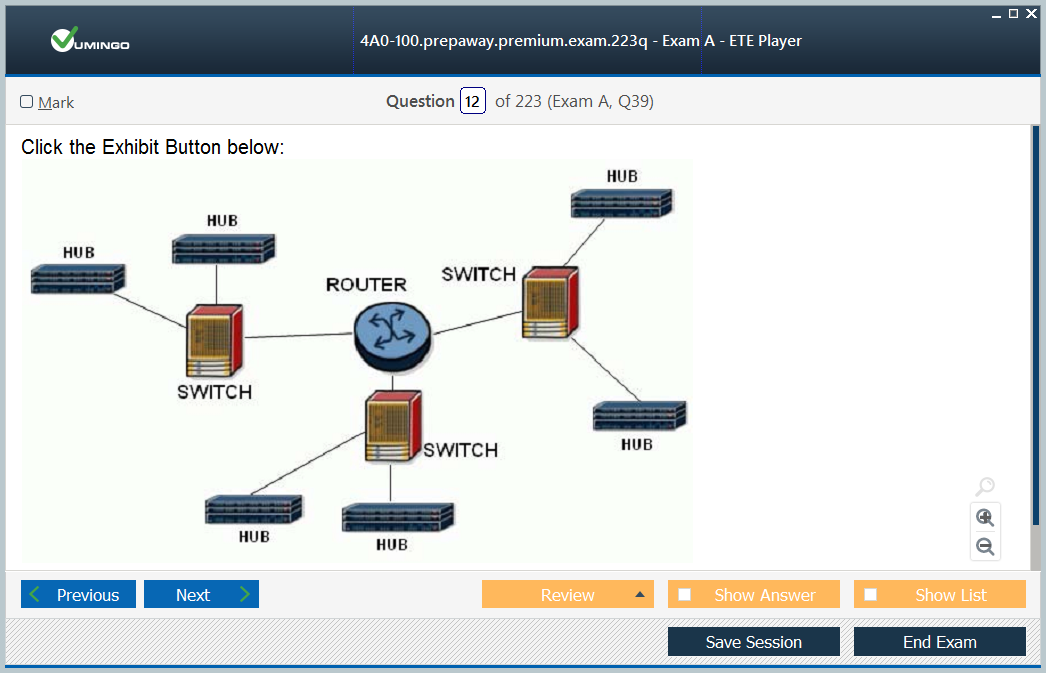 VUMINGO
4A0-100.prepaway.premium.exam.223q - Exam A - ETE Player
Mark
Question 12 of 223 (Exam A, Q39)
Click the Exhibit Button below:
HUB
HUB
HUB
SWITCH
ROUTER
SWITCH
SWITCH
HUB
HUB
HUB
Previous
Next
Review
Show Answer
Show List
Save Session
End Exam